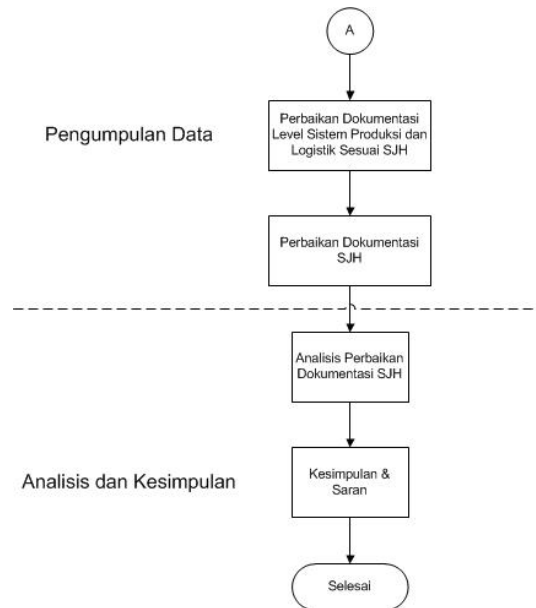 A
Pengumpulan Data
Perbaikan Dokumentasi
Level Sistem Produksi dan
Logistik Sesuai SJH
Perbaikan Dokumentasi
SJH
Analisis Perbaikan
Dokumentasi SJH
Analisis dan Kesimpulan
Kesimpulan &
Saran
Selesai